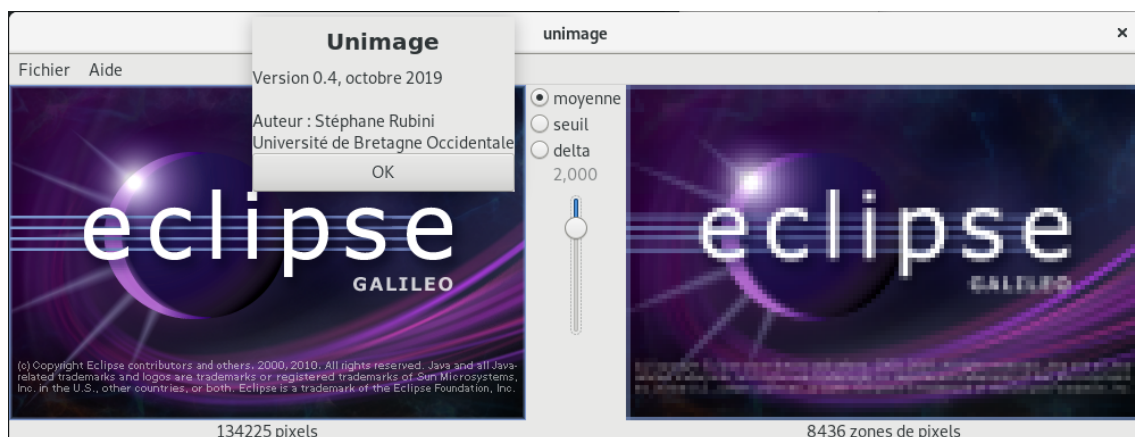 unimage
×
Unimage
Version 0.4, octobre 2019
Auteur : Stéphane Rubini
Université de Bretagne Occidentale
OK
Fichier Aide
moyenne
seuil
delta
2,000
eclipse
GALILEO
(c) Copyright Eclipse contributors and others, 2000, 2010. All rights reserved. Java and all Java-
related trademarks and logos are trademarks or registered trademarks of Sun Microsystems,
Inc. in the U.S., other countries, or both. Eclipse is a trademark of the Eclipse Foundation, Inc.
eclipse
GALILEO
134225 pixels
8436 zones de pixels